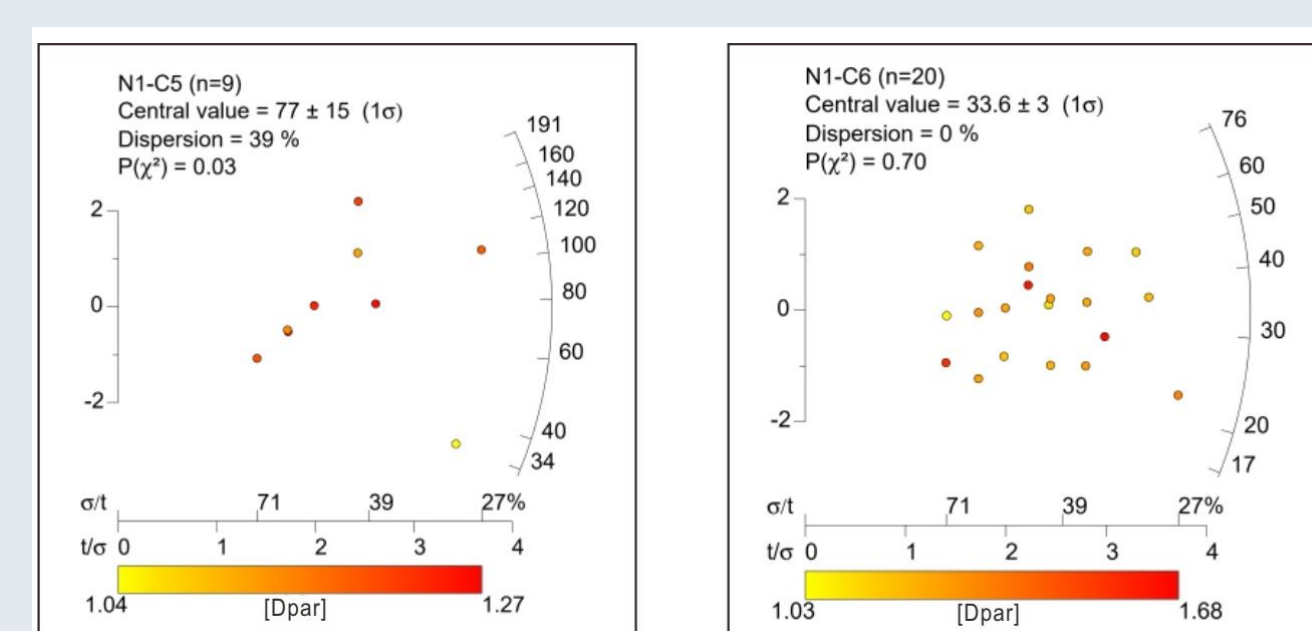 N1-C5 (n=9)
Central value = 77 ± 15 (1σ)
Dispersion = 39 %
P(χ²) = 0.03
191
160
140
120
100
80
60
40
34
2
0
-2
σ/t 71 39 27%
t/σ 0 1 2 3 4
1.04 [Dpar] 1.27
N1-C6 (n=20)
Central value = 33.6 ± 3 (1σ)
Dispersion = 0 %
P(χ²) = 0.70
76
60
50
40
30
20
17
2
0
-2
σ/t 71 39 27%
t/σ 0 1 2 3 4
1.03 [Dpar] 1.68